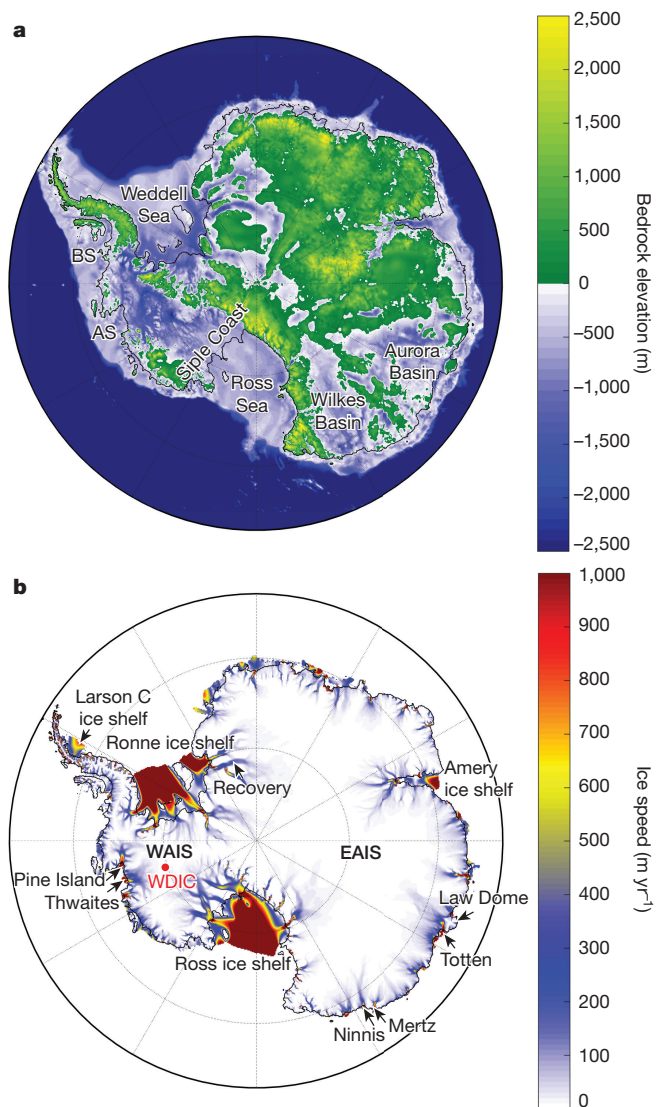 a
Weddell
Sea
BS
AS
Siple Coast
Ross
Sea
Wilkes
Basin
Aurora
Basin
2,500
2,000
1,500
1,000
500
0
–500
–1,000
–1,500
–2,000
–2,500
Bedrock elevation (m)
b
Larson C
ice shelf
Ronne ice shelf
Recovery
Amery
ice shelf
WAIS
EAIS
WDIC
Pine Island
Thwaites
Law Dome
Totten
Ross ice shelf
Ninnis
Mertz
1,000
900
800
700
600
500
400
300
200
100
0
Ice speed (m yr⁻¹)